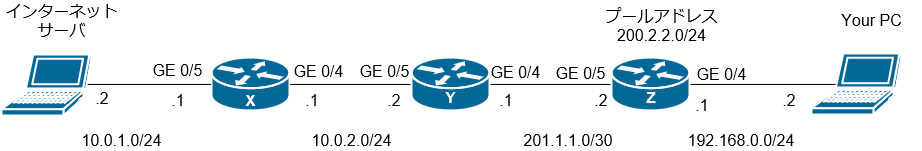 インターネット
サーバ
プールアドレス
200.2.2.0/24
Your PC
GE 0/5
GE 0/4
GE 0/5
GE 0/4
GE 0/5
GE 0/4
X
Y
Z
.2
.1
.1
.2
.1
.2
.1
.2
10.0.1.0/24
10.0.2.0/24
201.1.1.0/30
192.168.0.0/24